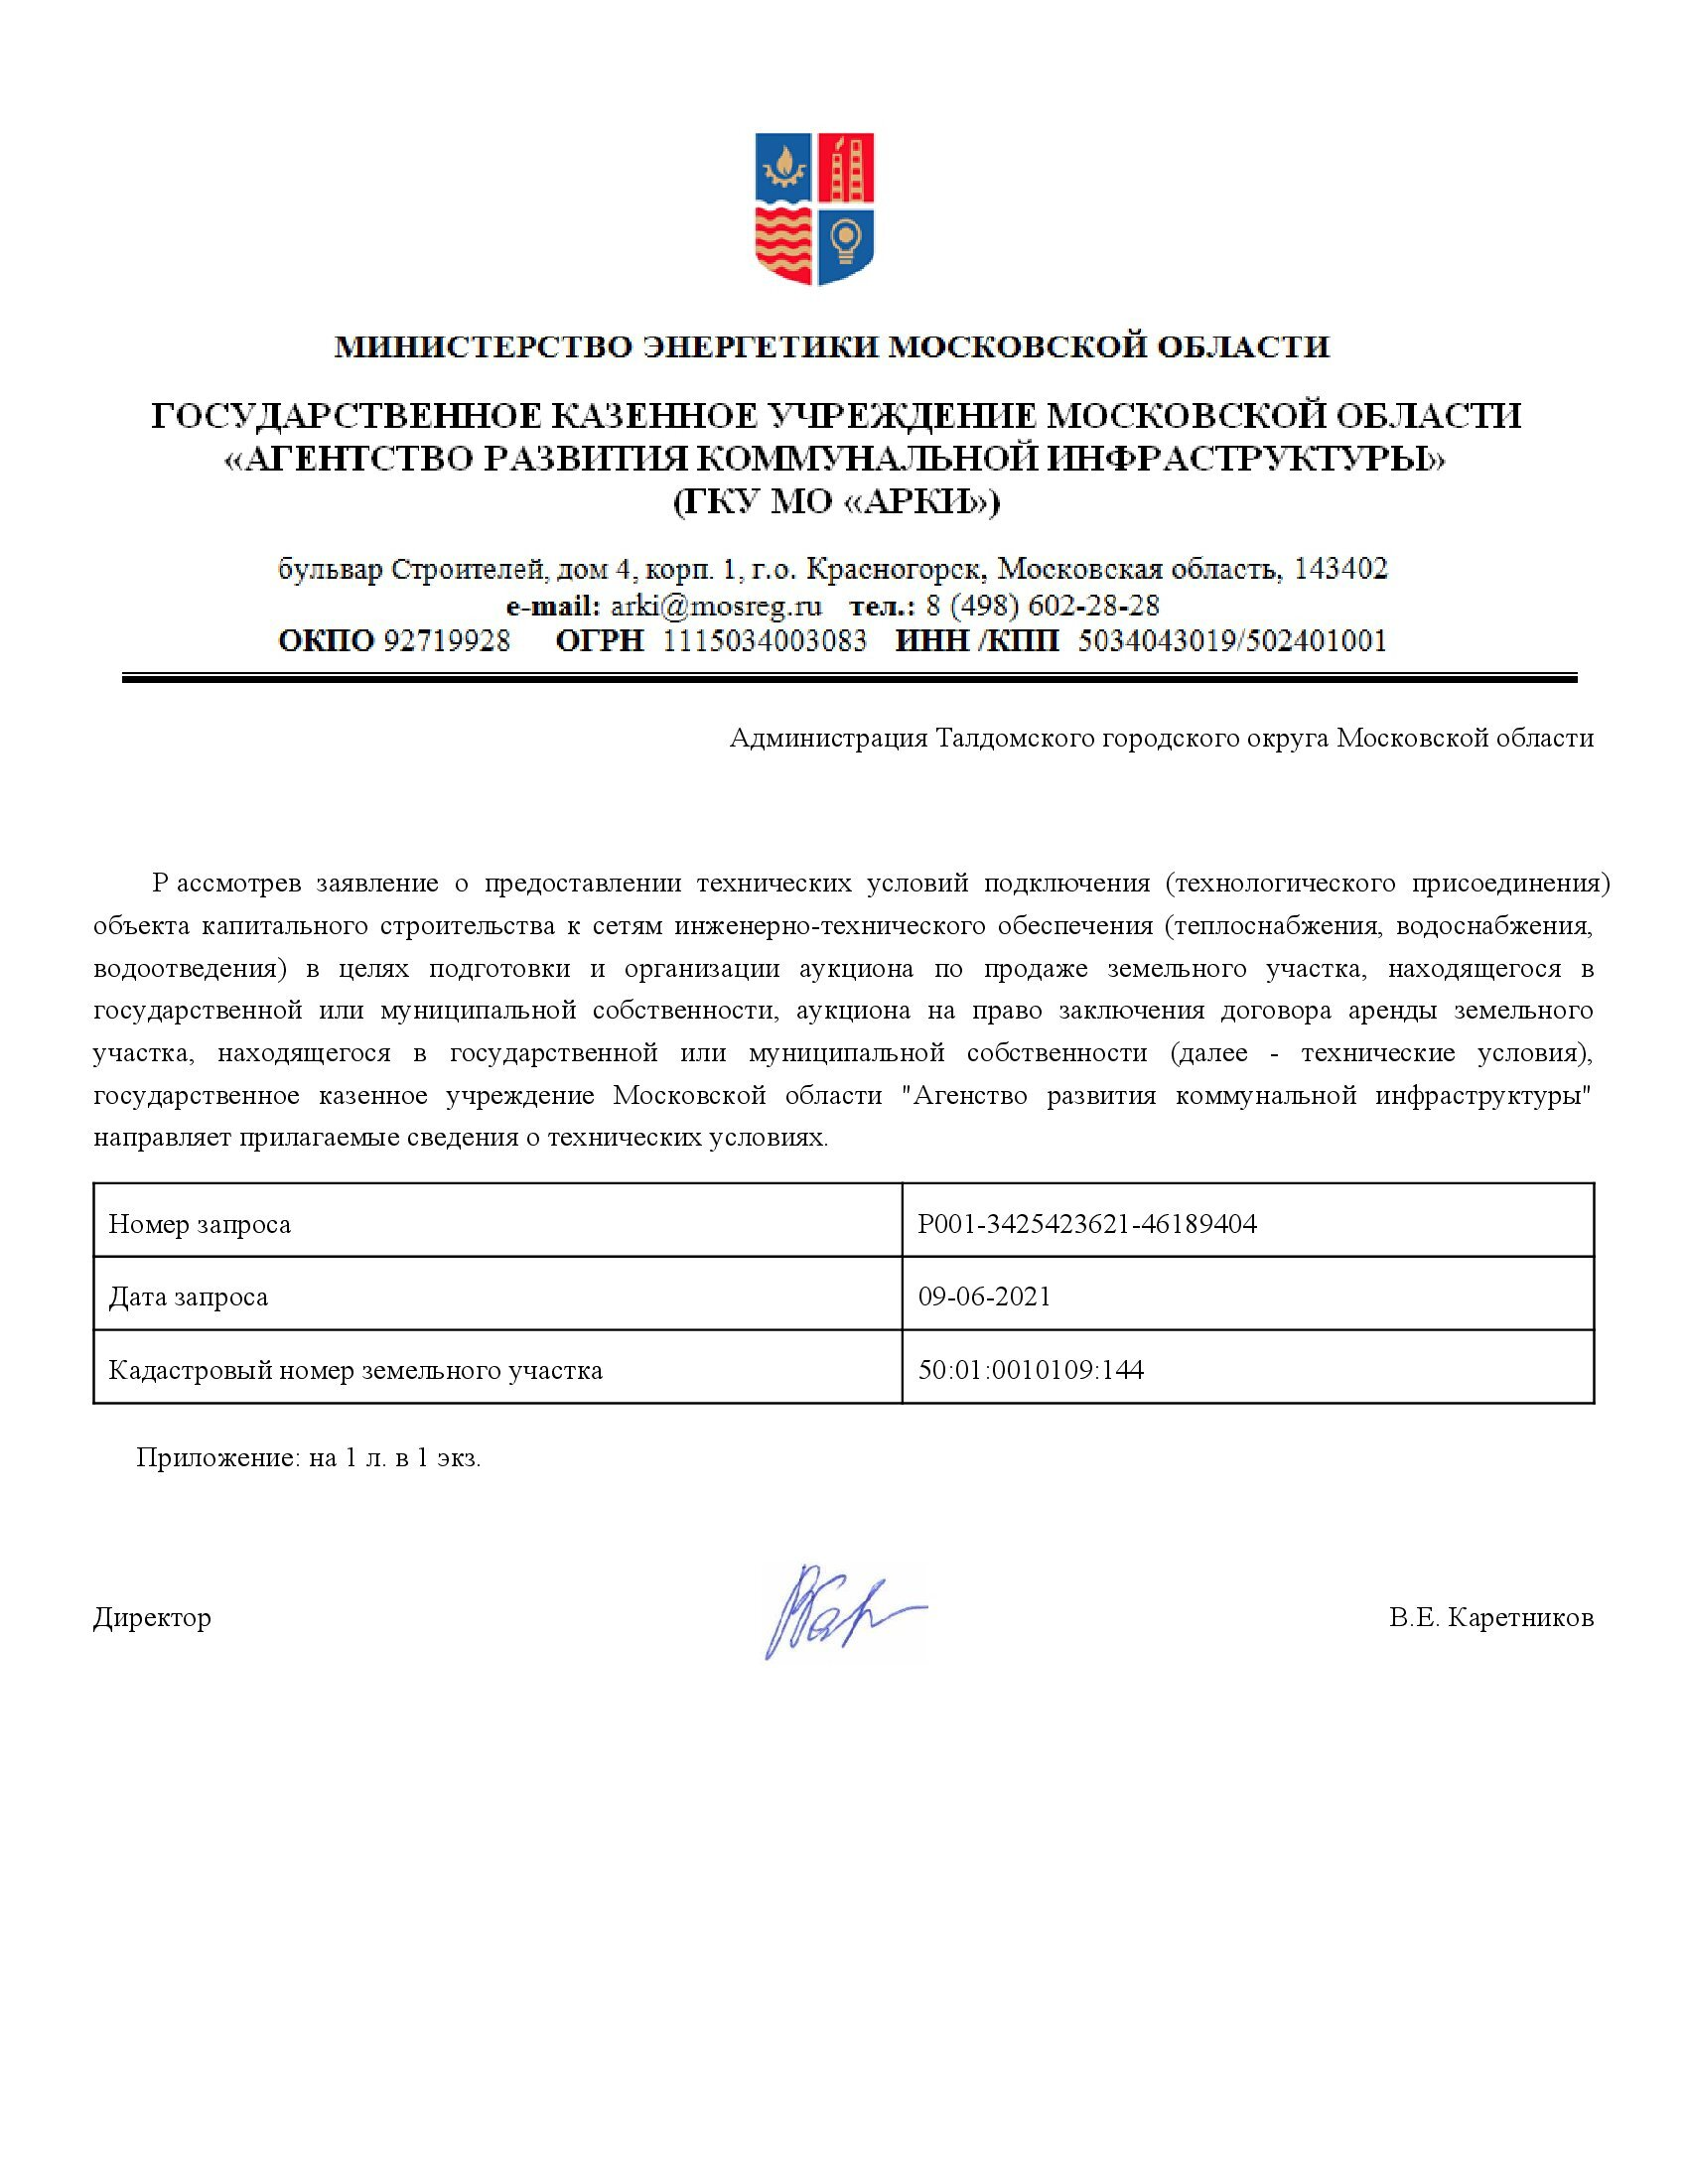 МИНИСТЕРСТВО ЭНЕРГЕТИКИ МОСКОВСКОЙ ОБЛАСТИ
ГОСУДАРСТВЕННОЕ КАЗЕННОЕ УЧРЕЖДЕНИЕ МОСКОВСКОЙ ОБЛАСТИ
«АГЕНТСТВО РАЗВИТИЯ КОММУНАЛЬНОЙ ИНФРАСТРУКТУРЫ»
(ГКУ МО «АРКИ»)
бульвар Строителей, дом 4, корп. 1, г.о. Красногорск, Московская область, 143402
e-mail: arki@mosreg.ru тел.: 8 (498) 602-28-28
ОКПО 92719928 ОГРН 1115034003083 ИНН /КПП 5034043019/502401001
Администрация Талдомского городского округа Московской области
Р ассмотрев заявление о предоставлении технических условий подключения (технологического присоединения)
объекта капитального строительства к сетям инженерно-технического обеспечения (теплоснабжения, водоснабжения,
водоотведения) в целях подготовки и организации аукциона по продаже земельного участка, находящегося в
государственной или муниципальной собственности, аукциона на право заключения договора аренды земельного
участка, находящегося в государственной или муниципальной собственности (далее - технические условия),
государственное казенное учреждение Московской области "Агенство развития коммунальной инфраструктуры"
направляет прилагаемые сведения о технических условиях.
Номер запроса P001-3425423621-46189404
Дата запроса 09-06-2021
Кадастровый номер земельного участка 50:01:0010109:144
Приложение: на 1 л. в 1 экз.
Директор В.Е. Каретников